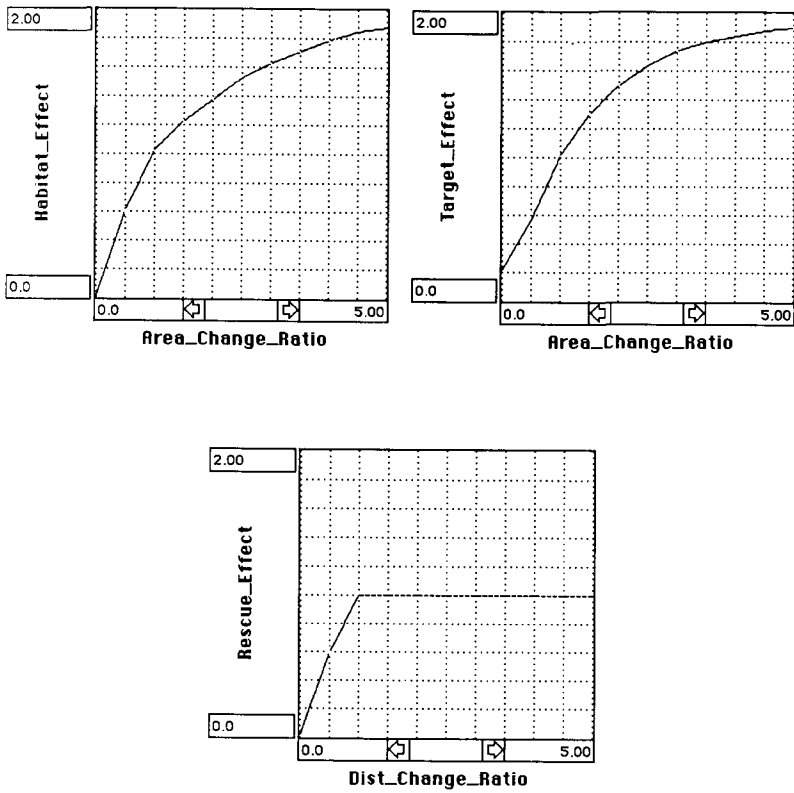 2.00
Habitat_Effect
0.0
0.0 5.00
Area_Change_Ratio
2.00
Target_Effect
0.0
0.0 5.00
Area_Change_Ratio
2.00
Rescue_Effect
0.0
0.0 5.00
Dist_Change_Ratio